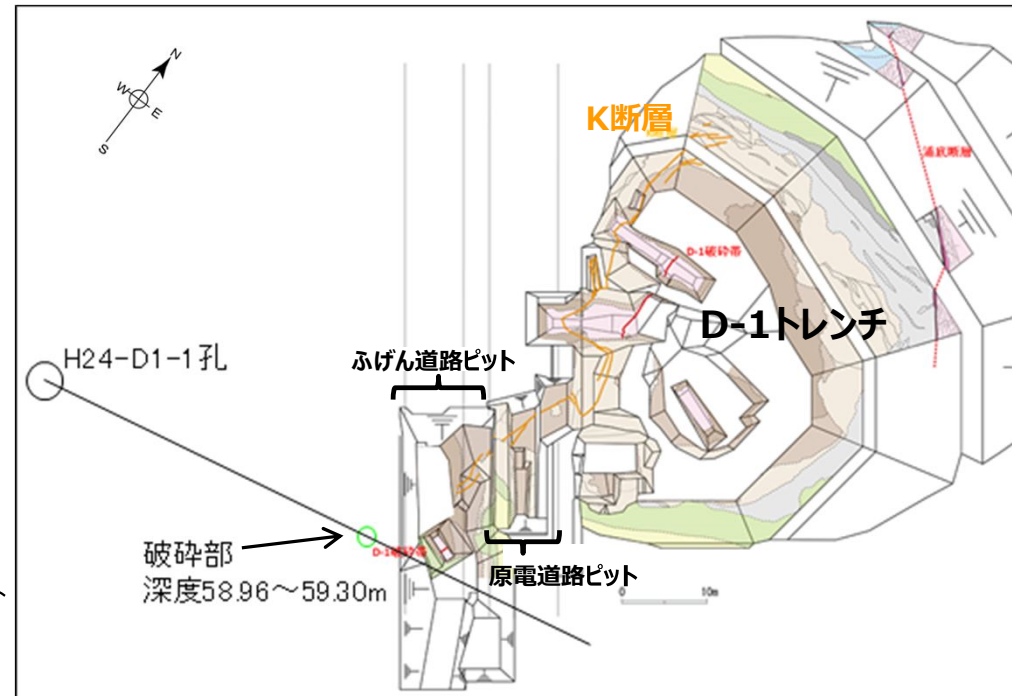 N
W
E
S
K断層
浦底断層
D-1破砕帯
D-1トレンチ
H24-D1-1孔
ふげん道路ピット
破砕部
深度58.96～59.30m
D-1破砕帯
原電道路ピット
0 10m